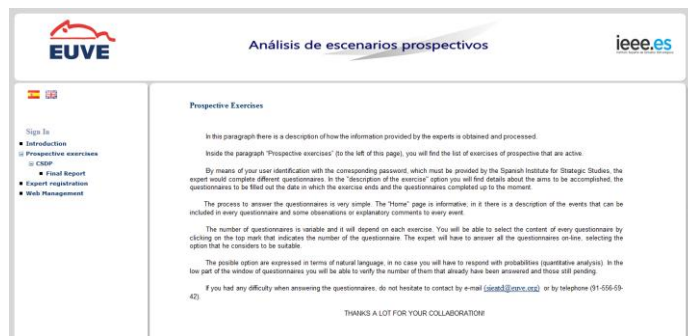 EUVE
Análisis de escenarios prospectivos
ieee.es
Sign In
Introduction
Prospective exercises
CSDP
Final Report
Expert registration
Web Management
Prospective Exercises
In this paragraph there is a description of how the information provided by the experts is obtained and processed.
Inside the paragraph "Prospective exercises" (to the left of this page), you will find the list of exercises of prospective that are active.
By means of your user identification with the corresponding password, which must be provided by the Spanish Institute for Strategic Studies, the
expert would complete different questionnaires. In the "description of the exercise" option you will find details about the aims to be accomplished, the
questionnaires to be filled out the date in which the exercise ends and the questionnaires completed up to the moment.
The process to answer the questionnaires is very simple. The "Home" page is informative; in it there is a description of the events that can be
included in every questionnaire and some observations or explanatory comments to every event.
The number of questionnaires is variable and it will depend on each exercise. You will be able to select the content of every questionnaire by
clicking on the top mark that indicates the number of the questionnaire. The expert will have to answer all the questionnaires on-line, selecting the
option that he considers to be suitable.
The posible option are expressed in terms of natural language, in no case you will have to respond with probabilities (quantitative analysis). In the
low part of the window of questionnaires you will be able to verify the number of them that already have been answered and those still pending.
If you had any difficulty when answering the questionnaires, do not hesitate to contact by e-mail (sieatd@euve.org) or by telephone (91-556-59-
42).
THANKS A LOT FOR YOUR COLLABORATION!